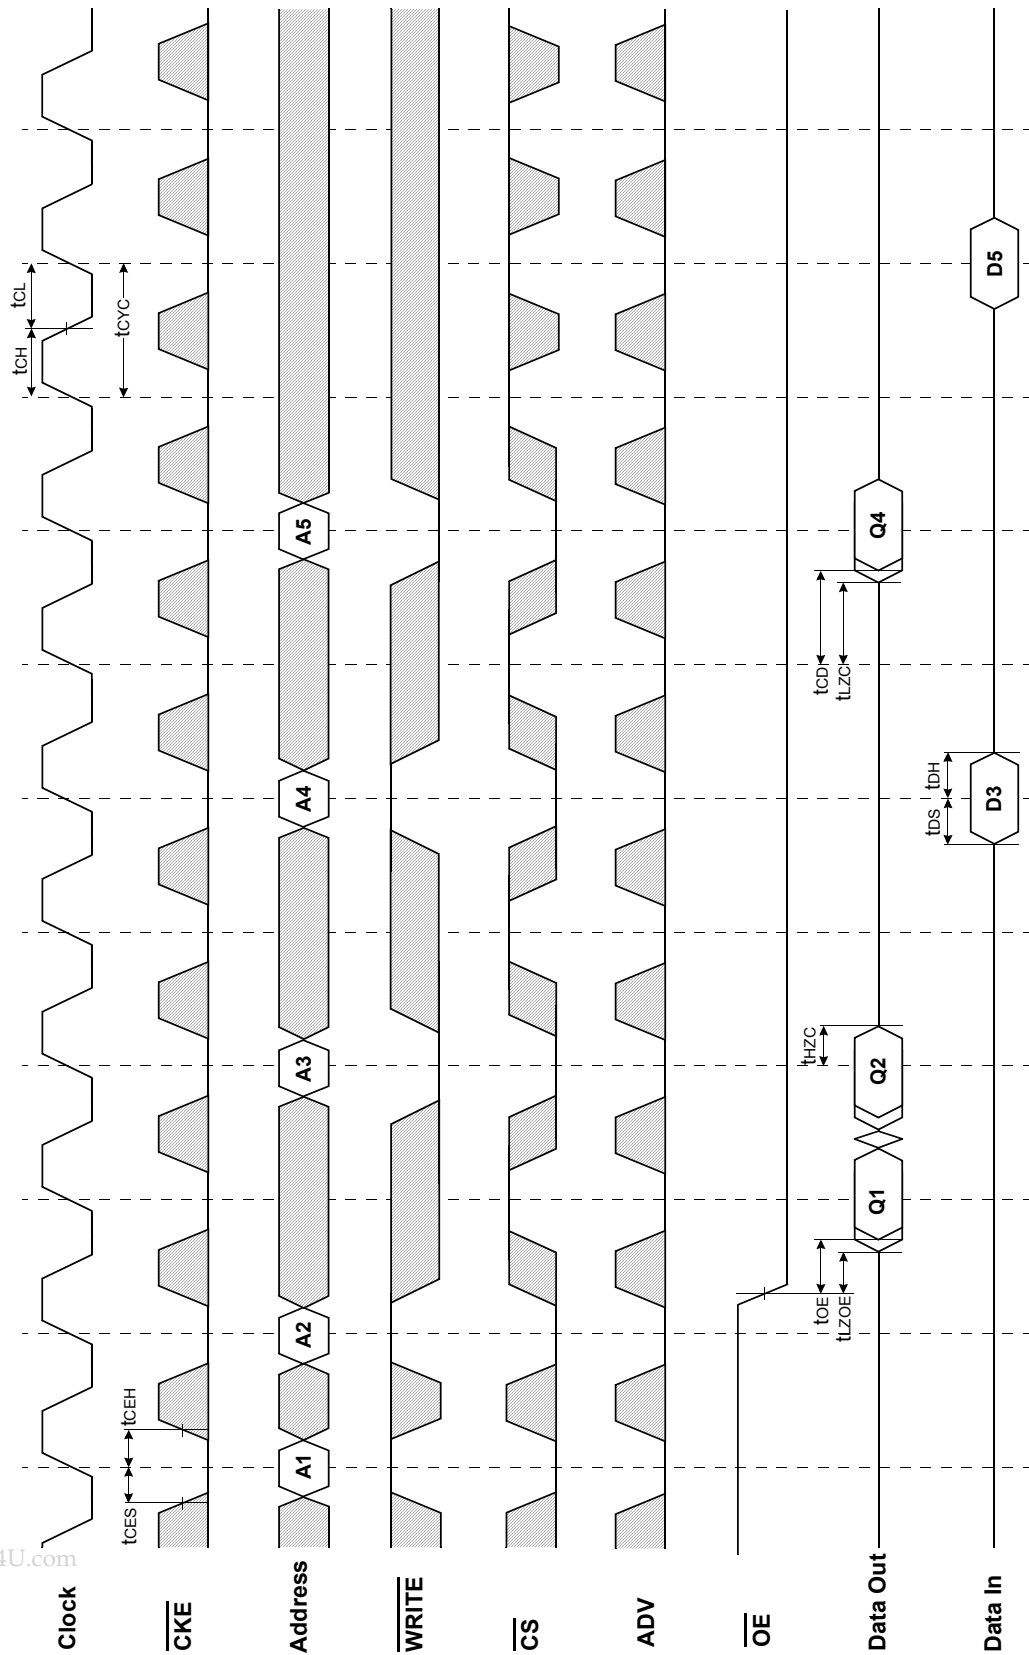 Clock
tCH
tCL
tCYC
CKE
tCES
tCEH
Address
A1
A2
A3
A4
A5
WRITE
CS
ADV
OE
Data Out
tOE
tLZOE
Q1
Q2
tHZC
tCD
tLZC
Q4
Data In
tDS
tDH
D3
D5
4U.com